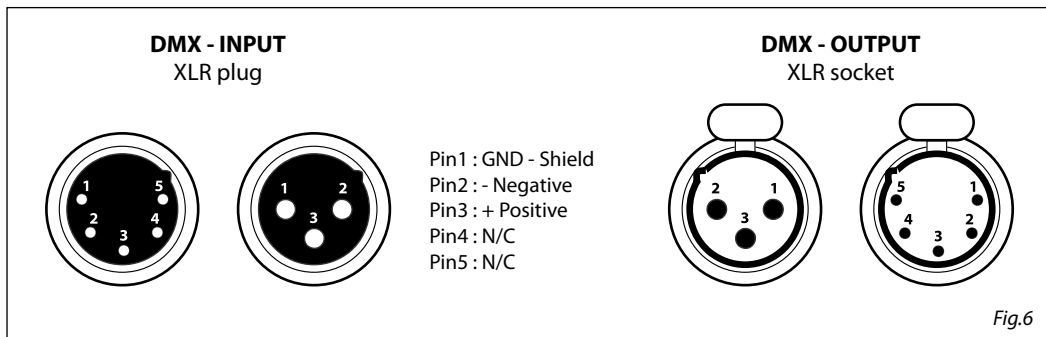 DMX - INPUT
XLR plug
1 5
2 4
3
1 2
3
Pin1 : GND - Shield
Pin2 : - Negative
Pin3 : + Positive
Pin4 : N/C
Pin5 : N/C
DMX - OUTPUT
XLR socket
2 1
3
5 1
4 2
3
Fig.6